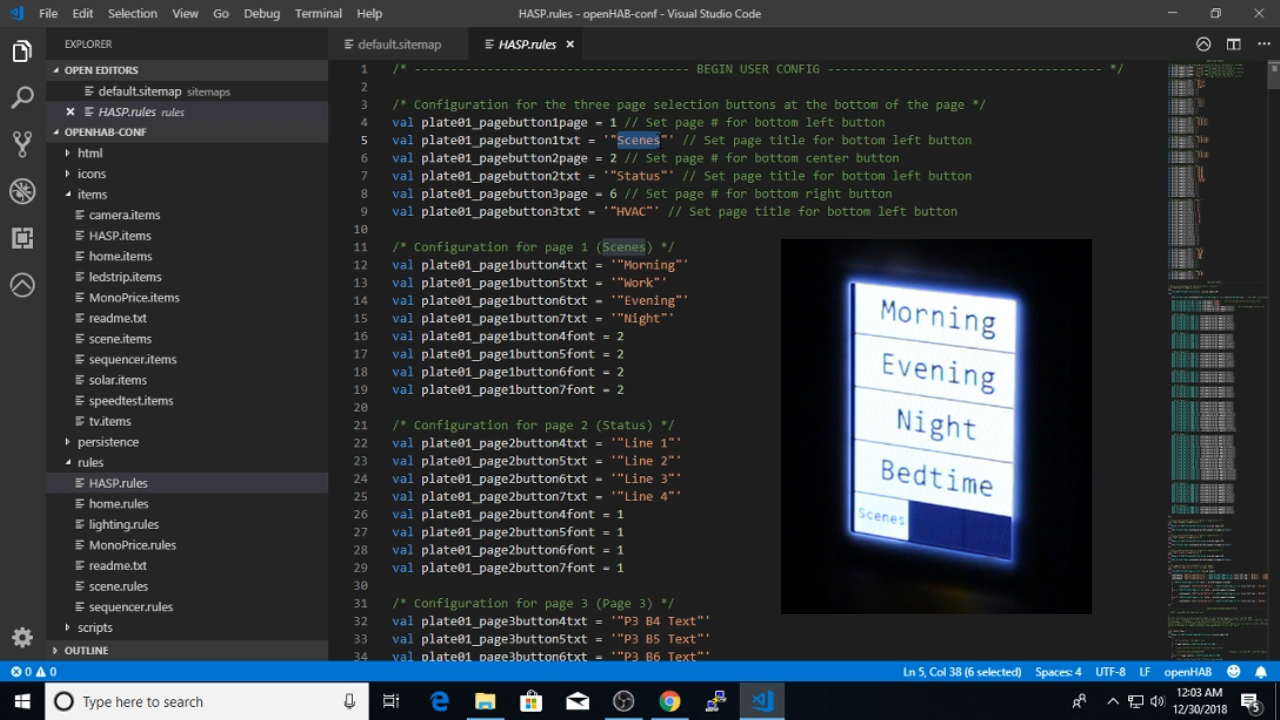 File Edit Selection View Go Debug Terminal Help
HASP.rules - openHAB-conf - Visual Studio Code
EXPLORER
OPEN EDITORS
default.sitemap sitemaps
HASP.rules rules
OPENHAB-CONF
html
icons
items
camera.items
HASP.items
home.items
ledstrip.items
MonoPrice.items
readme.txt
scene.items
sequencer.items
solar.items
speedtest.items
tv.items
persistence
rules
HASP.rules
home.rules
lighting.rules
MonoPrice.rules
readme.txt
scene.rules
sequencer.rules
scripts
OUTLINE
default.sitemap
HASP.rules
1 /* -------------------------------------- BEGIN USER CONFIG -------------------------------------- */
2
3 /* Configuration for the three page selection buttons at the bottom of the page */
4 val plate01_pagebutton1page = 1 // Set page # for bottom left button
5 val plate01_pagebutton1txt = '"Scenes"' // Set page title for bottom left button
6 val plate01_pagebutton2page = 2 // Set page # for bottom center button
7 val plate01_pagebutton2txt = '"Status"' // Set page title for bottom left button
8 val plate01_pagebutton3page = 6 // Set page # for bottom right button
9 val plate01_pagebutton3txt = '"HVAC"' // Set page title for bottom left button
10
11 /* Configuration for page 1 (Scenes) */
12 val plate01_page1button4txt = '"Morning"'
13 val plate01_page1button5txt = '"Work"'
14 val plate01_page1button6txt = '"Evening"'
15 val plate01_page1button7txt = '"Night"'
16 val plate01_page1button4font = 2
17 val plate01_page1button5font = 2
18 val plate01_page1button6font = 2
19 val plate01_page1button7font = 2
20
21 /* Configuration for page 2 (Status) */
22 val plate01_page2button4txt = '"Line 1"'
23 val plate01_page2button5txt = '"Line 2"'
24 val plate01_page2button6txt = '"Line 3"'
25 val plate01_page2button7txt = '"Line 4"'
26 val plate01_page2button4font = 1
27 val plate01_page2button5font = 1
28 val plate01_page2button6font = 1
29 val plate01_page2button7font = 1
30
31 /* Configuration for page 3 (Page 3) */
32 val plate01_page3button4txt = '"P3 B4 Text"'
33 val plate01_page3button5txt = '"P3 B5 Text"'
34 val plate01_page3button6txt = '"P3 B6 Text"'
Morning
Evening
Night
Bedtime
Scenes
0 0
Ln 5, Col 38 (6 selected) Spaces: 4 UTF-8 LF openHAB
Type here to search
12:03 AM
12/30/2018
5